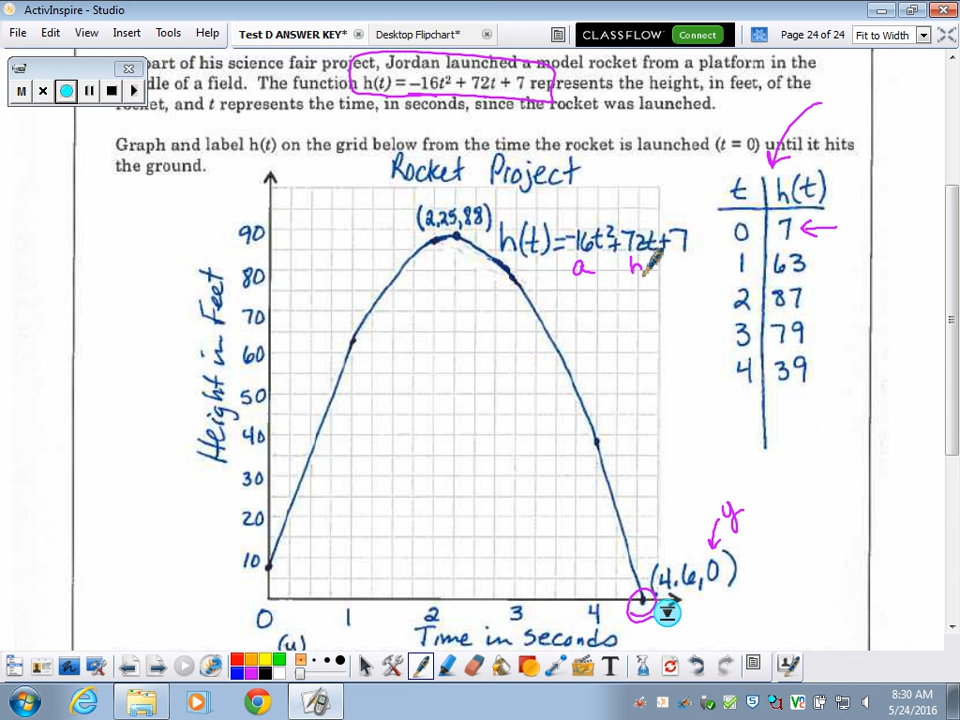 ActivInspire - Studio
File Edit View Insert Tools Help
Test D ANSWER KEY*
Desktop Flipchart*
CLASSFLOW Connect
Page 24 of 24
Fit to Width
M
part of his science fair project, Jordan launched a model rocket from a platform in the
dle of a field. The function h(t) = −16t² + 72t + 7 represents the height, in feet, of the
rocket, and t represents the time, in seconds, since the rocket was launched.
Graph and label h(t) on the grid below from the time the rocket is launched (t = 0) until it hits
the ground.
Rocket Project
(2,25,88)
h(t)=-16t²+72t+7
a
Height in Feet
90
80
70
60
50
40
30
20
10
0 1 2 3 4
(4.6,0)
y
Time in Seconds
t h(t)
0 7
1 63
2 87
3 79
4 39
T
8:30 AM
5/24/2016